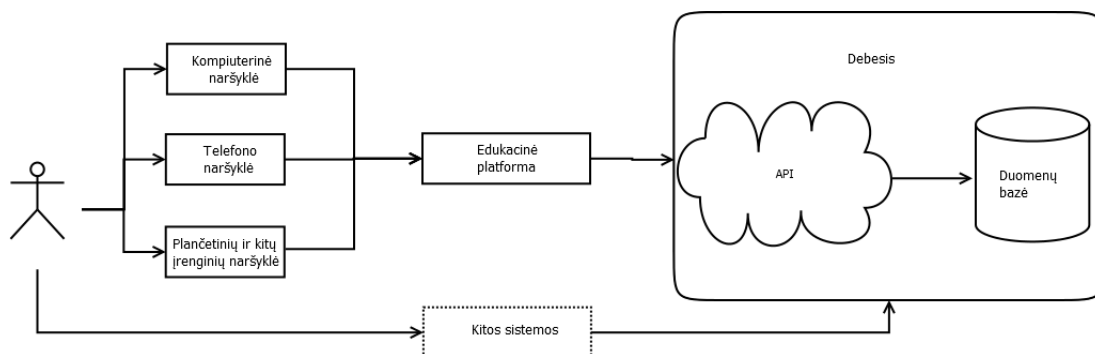 Kompiuterinė
naršyklė
Telefono
naršyklė
Plančetinių ir kitų
įrenginių naršyklė
Edukacinė
platforma
Debesis
API
Duomenų
bazė
Kitos sistemos